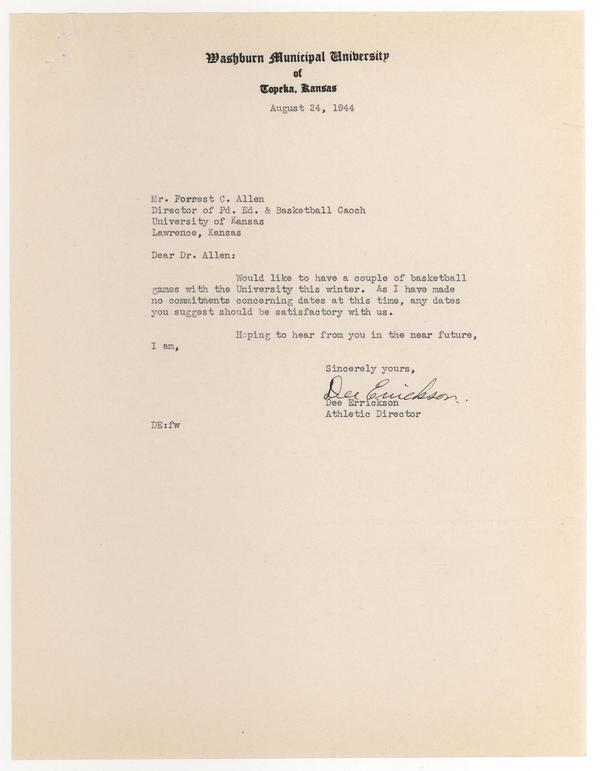 Washburn Municipal University
of
Topeka, Kansas
August 24, 1944
Mr. Forrest C. Allen
Director of Pd. Ed. & Basketball Caoch
University of Kansas
Lawrence, Kansas
Dear Dr. Allen:
Would like to have a couple of basketball
games with the University this winter. As I have made
no commitments concerning dates at this time, any dates
you suggest should be satisfactory with us.
Hoping to hear from you in the near future,
I am,
Sincerely yours,
Dee Errickson.
Dee Errickson
Athletic Director
DE:fw